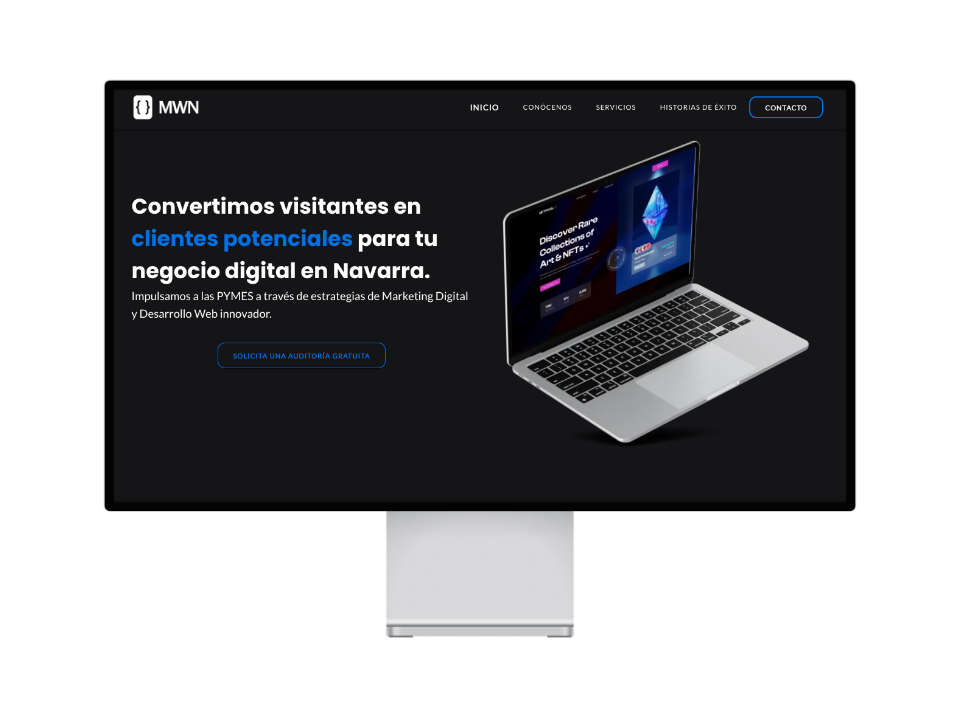 { } MWN
INICIO
CONÓCENOS
SERVICIOS
HISTORIAS DE ÉXITO
CONTACTO
Convertimos visitantes en
clientes potenciales para tu
negocio digital en Navarra.
Impulsamos a las PYMES a través de estrategias de Marketing Digital
y Desarrollo Web innovador.
SOLICITA UNA AUDITORÍA GRATUITA
Discover Rare
Collections of
Art & NFTs